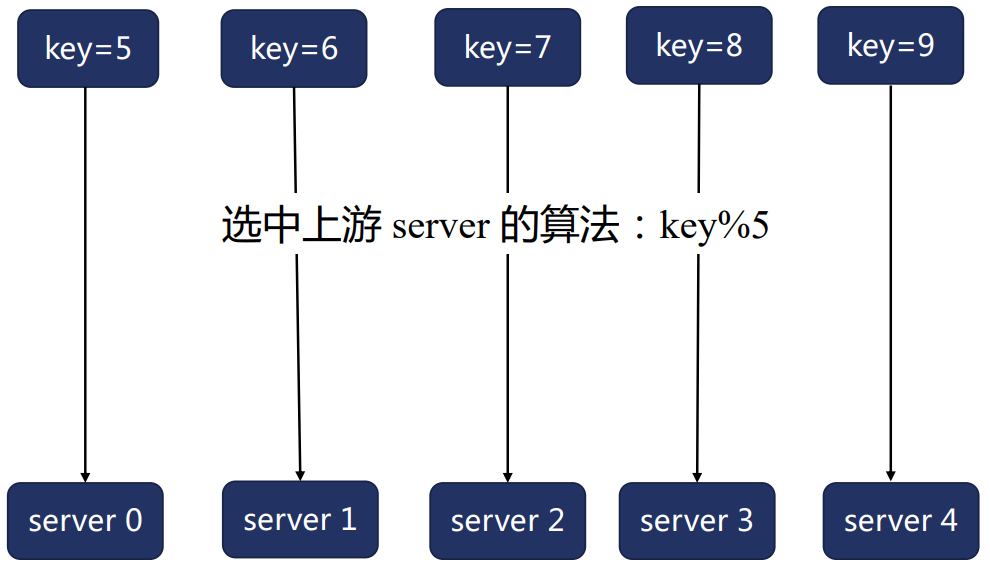 key=5
key=6
key=7
key=8
key=9
选中上游 server 的算法：key%5
server 0
server 1
server 2
server 3
server 4